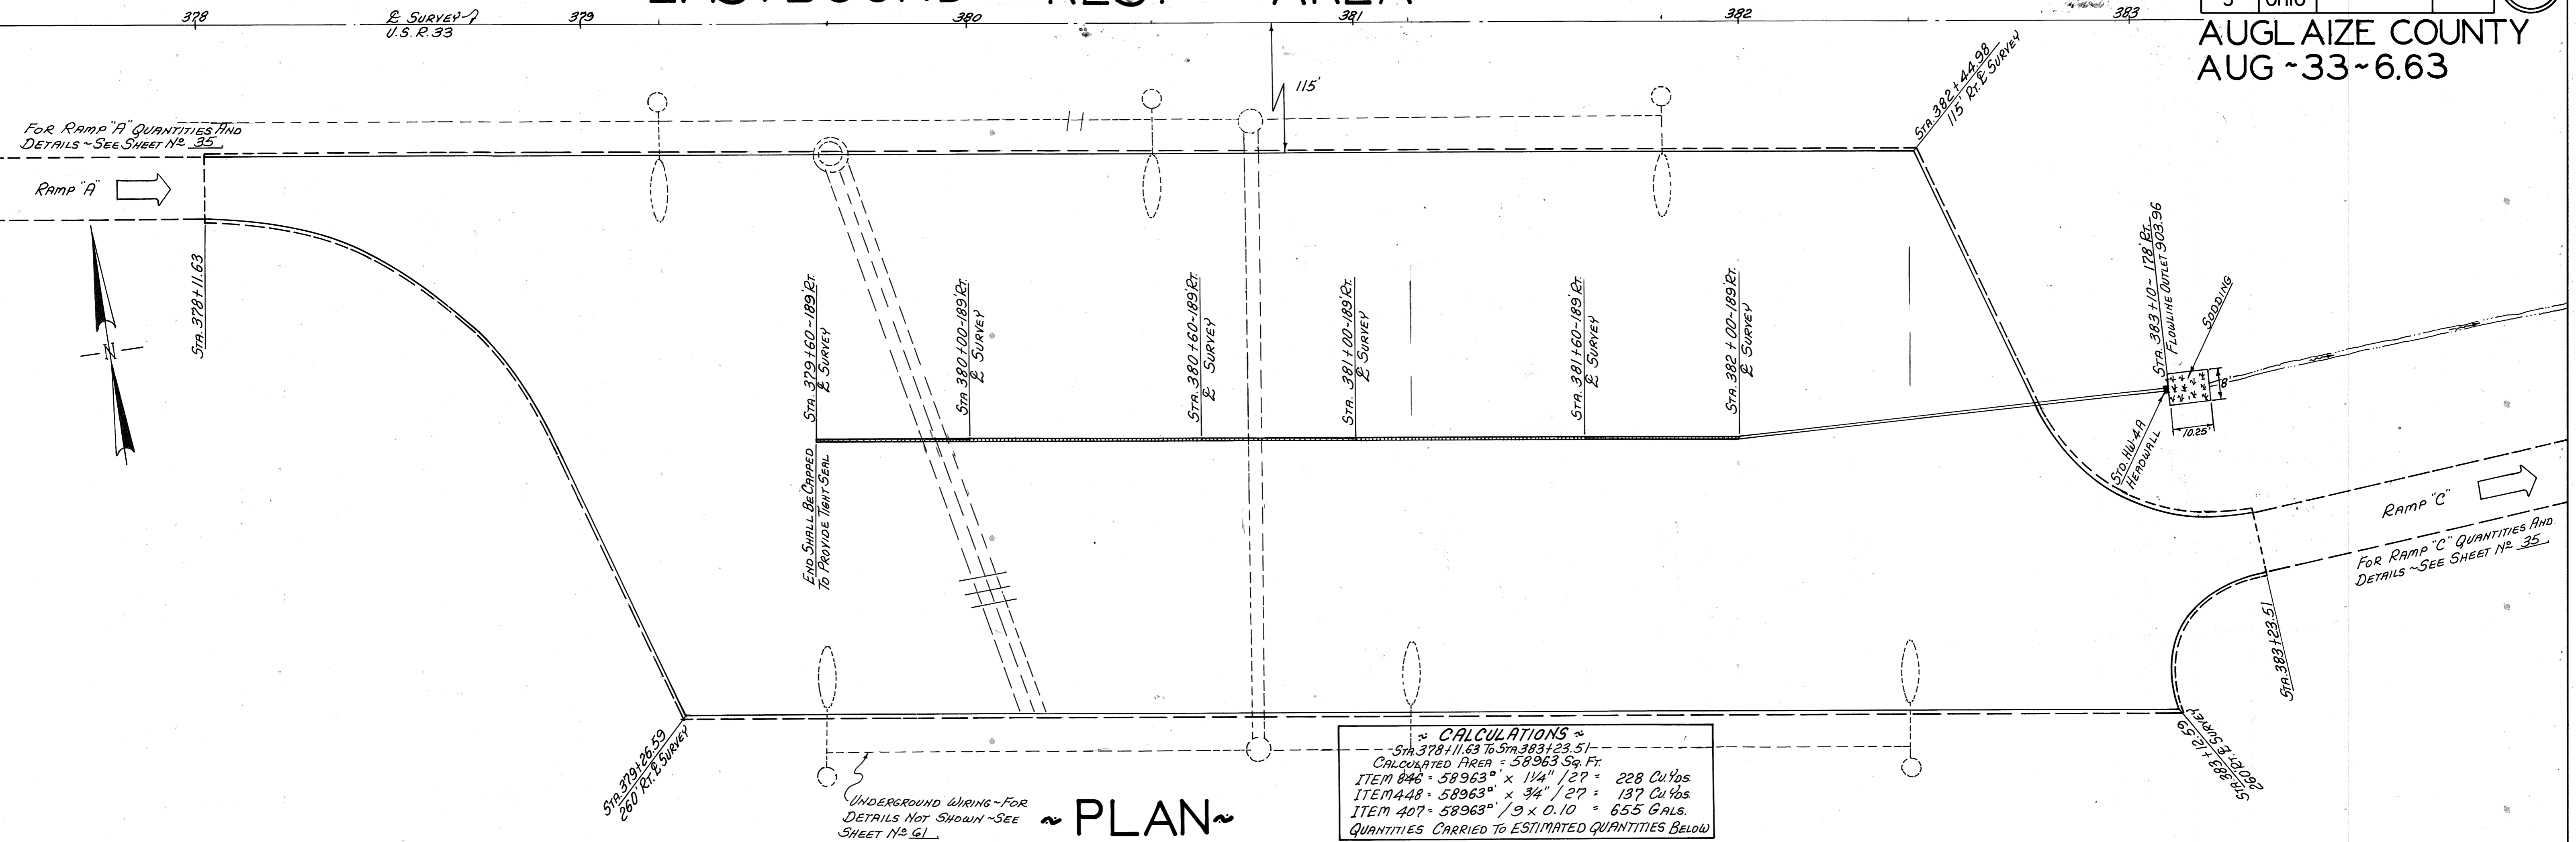 EASTBOUND REST AREA
378
℄ SURVEY
U.S.R. 33
379
380
381
382
383
5 OHIO
AUGLAIZE COUNTY
AUG ~33~6.63
115'
STA. 382+44.98
115' RT. ℄ SURVEY
FOR RAMP "A" QUANTITIES AND
DETAILS ~ SEE SHEET Nº 35
RAMP "A"
STA. 378+11.63
N
STA. 379+60~189' RT.
℄ SURVEY
STA. 380+00-189' RT.
℄ SURVEY
STA. 380+60-189' RT.
℄ SURVEY
STA. 381+00-189' RT.
℄ SURVEY
STA. 381+60-189' RT.
℄ SURVEY
STA. 382+00-189' RT.
℄ SURVEY
STA. 383+10- 178' RT.
FLOWLINE OUTLET 903.96
SODDING
8'
10.25'
STD. HW-4A
HEADWALL
END SHALL BE CAPPED
TO PROVIDE TIGHT SEAL
RAMP "C"
FOR RAMP "C" QUANTITIES AND
DETAILS ~ SEE SHEET Nº 35
STA. 383+23.51
STA. 383+12.59
260' RT. ℄ SURVEY
STA. 379+26.59
260' RT. ℄ SURVEY
UNDERGROUND WIRING ~ FOR
DETAILS NOT SHOWN ~ SEE
SHEET Nº 61
~ PLAN ~
~ CALCULATIONS ~
STA. 378+11.63 TO STA. 383+23.51
CALCULATED AREA = 58963 SQ. FT.
ITEM 846 = 58963□' x 1¼" / 27 = 228 CU. YDS.
ITEM 448 = 58963□' x ¾" / 27 = 137 CU. YDS.
ITEM 407 = 58963□' / 9 x 0.10 = 655 GALS.
QUANTITIES CARRIED TO ESTIMATED QUANTITIES BELOW